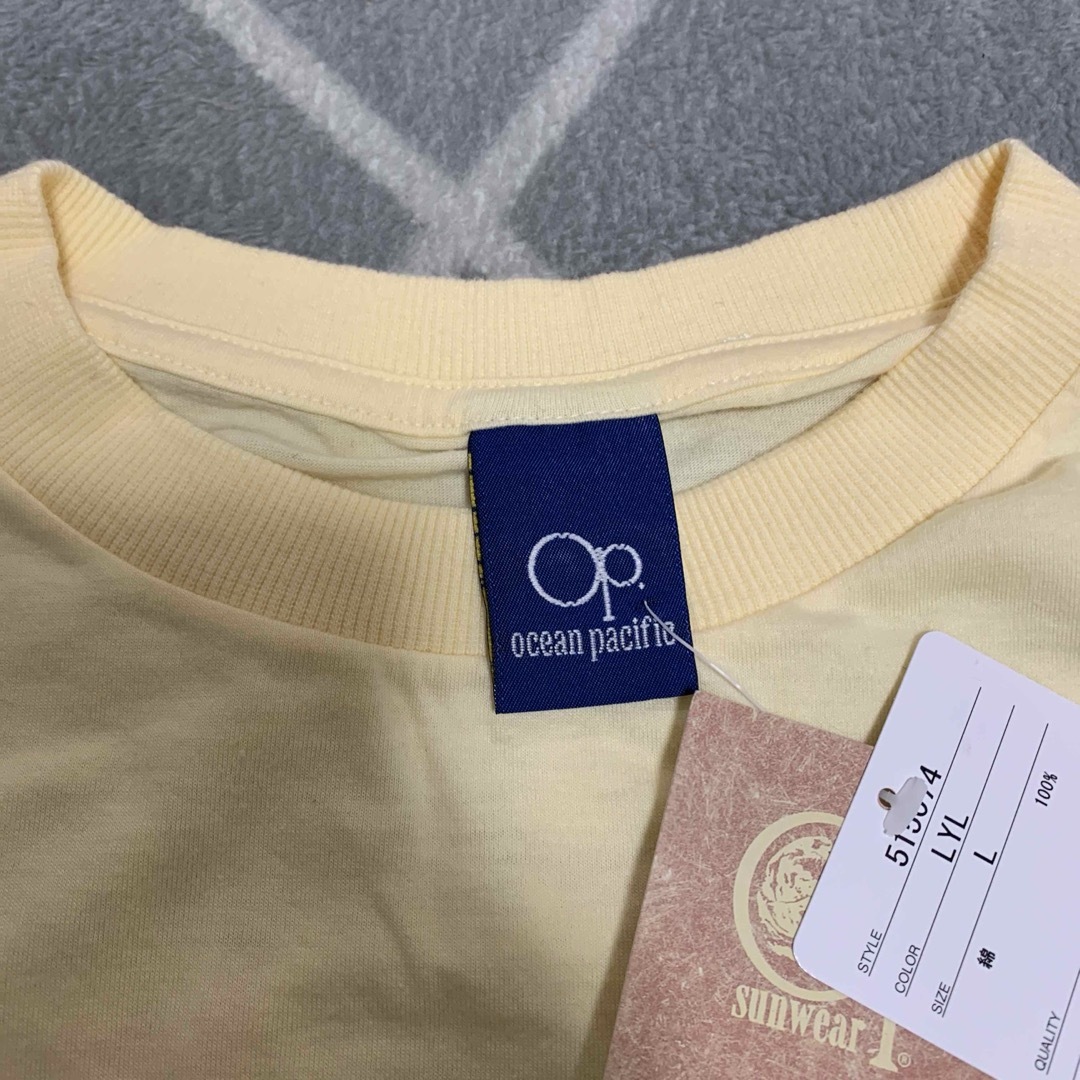 Op.
ocean pacific
sunwear
STYLE
COLOR LYL
SIZE L
綿 100%
QUALITY